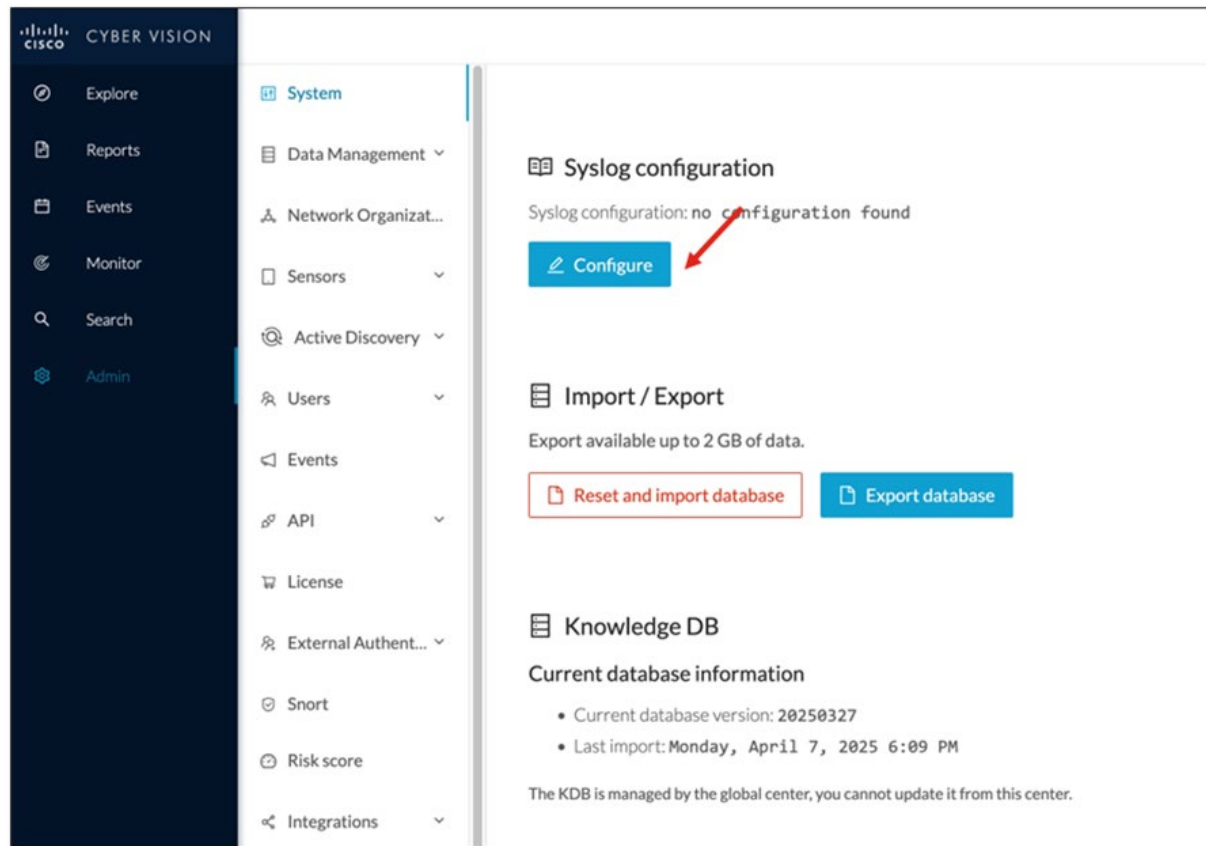 CISCO CYBER VISION
Explore
Reports
Events
Monitor
Search
Admin
System
Data Management
Network Organizat...
Sensors
Active Discovery
Users
Events
API
License
External Authent...
Snort
Risk score
Integrations
Syslog configuration
Syslog configuration: no configuration found
Configure
Import / Export
Export available up to 2 GB of data.
Reset and import database
Export database
Knowledge DB
Current database information
• Current database version: 20250327
• Last import: Monday, April 7, 2025 6:09 PM
The KDB is managed by the global center, you cannot update it from this center.